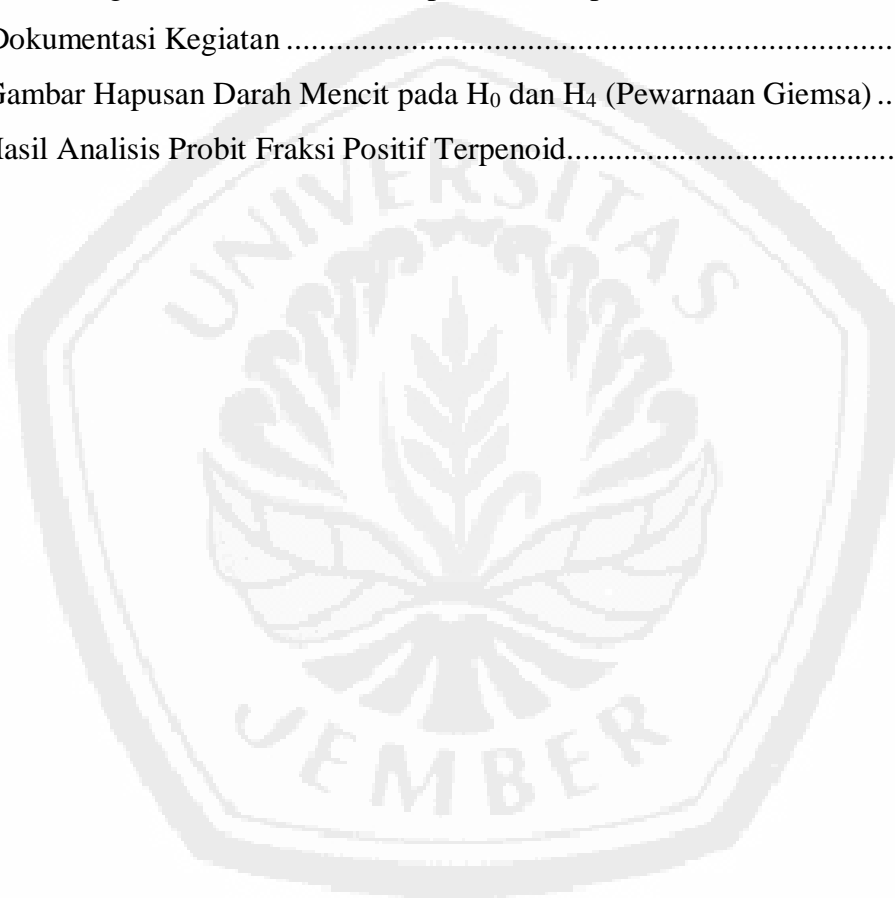 Dokumentasi Kegiatan ..........................................................................
Gambar Hapusan Darah Mencit pada H₀ dan H₄ (Pewarnaan Giemsa) ..
Hasil Analisis Probit Fraksi Positif Terpenoid........................................
UNIVERSITAS
JEMBER